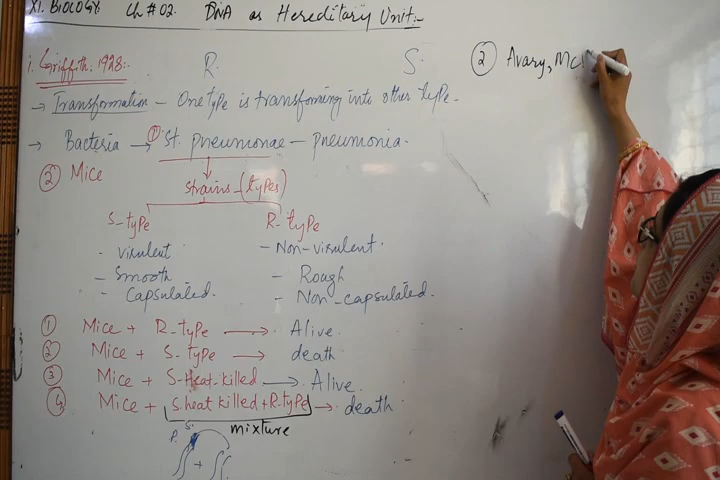 XI. BIOLOGY. Ch # 02. DNA as Hereditary Unit:-
i. Griffith. 1928:-
R.
S.
→ Transformation - One type is transforming into other type.
→ Bacteria → ① St. pneumonae - pneumonia.
② Mice
strains - (types)
S-type
R-type
- virulent
- Smooth
- Capsulated.
- Non-virulent.
- Rough
- Non-capsulated.
① Mice + R-type → Alive.
② Mice + S-type → death
③ Mice + S-Heat-killed → Alive
④ Mice + S.heat killed + R-type → death
mixture
S.
R.
+
② Avary, Mc